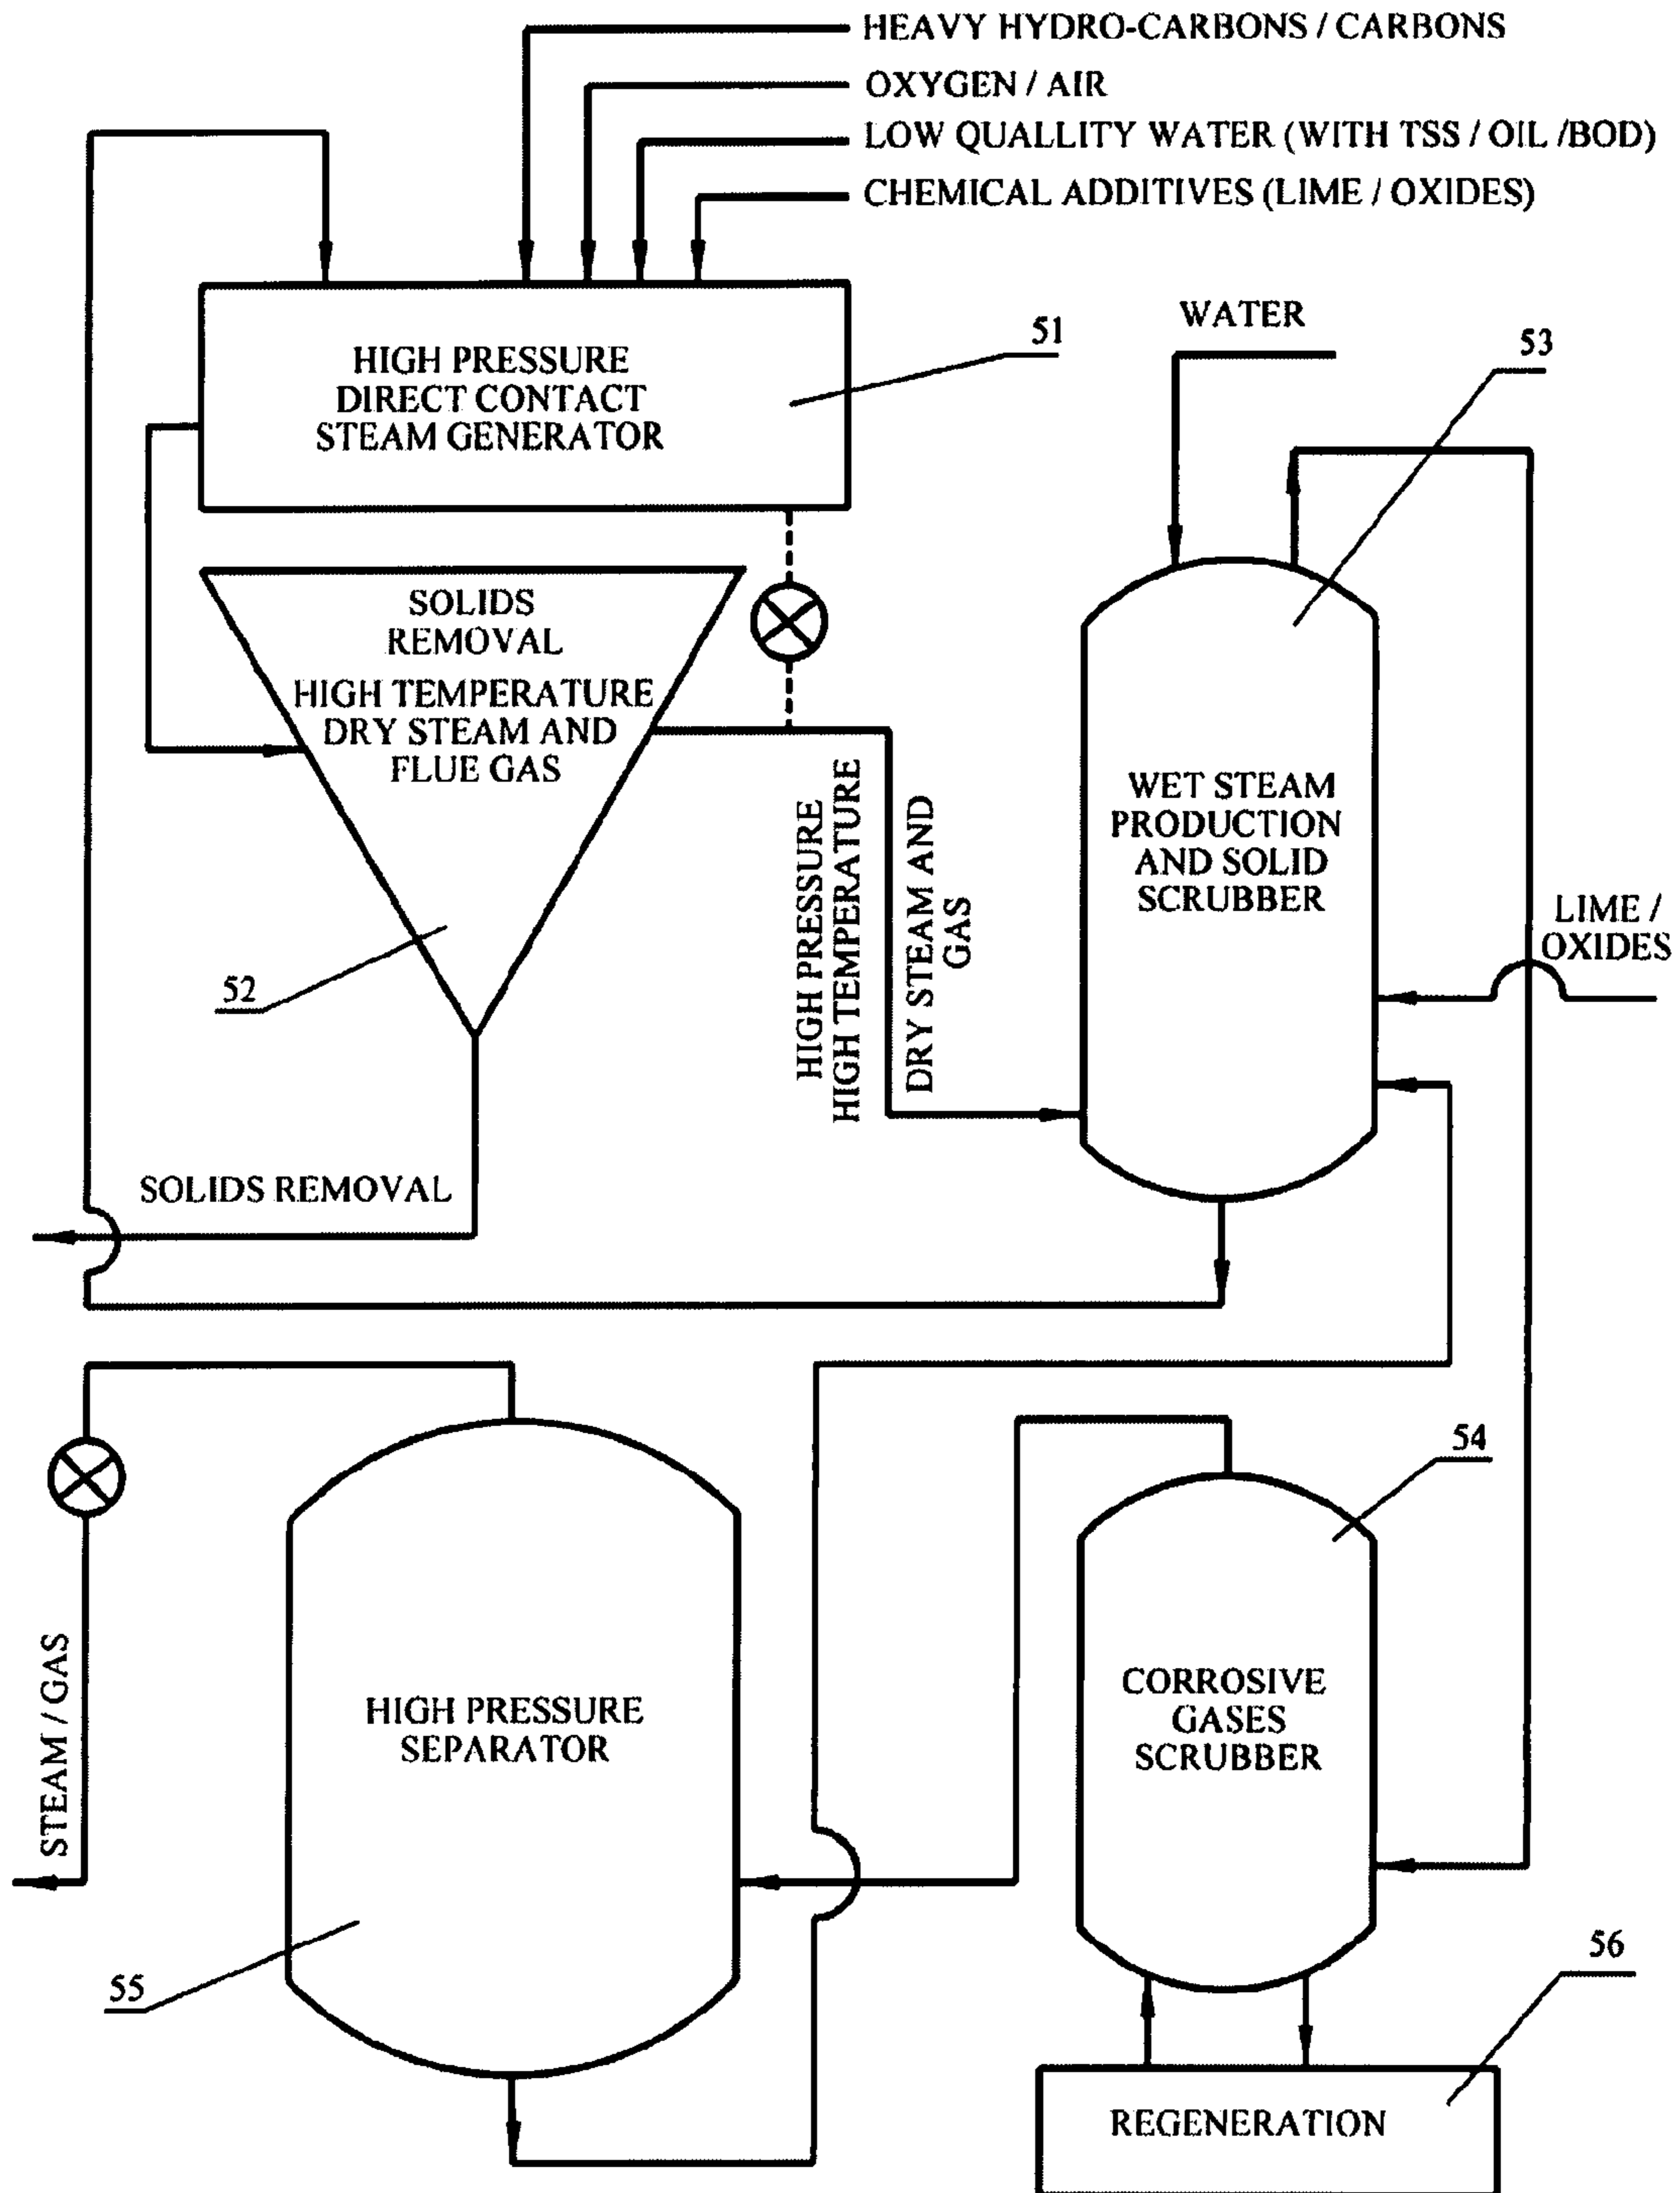 HEAVY HYDRO-CARBONS / CARBONS
OXYGEN / AIR
LOW QUALLITY WATER (WITH TSS / OIL /BOD)
CHEMICAL ADDITIVES (LIME / OXIDES)
HIGH PRESSURE
DIRECT CONTACT
STEAM GENERATOR
51
WATER
53
SOLIDS
REMOVAL
HIGH TEMPERATURE
DRY STEAM AND
FLUE GAS
52
HIGH PRESSURE
HIGH TEMPERATURE
DRY STEAM AND
GAS
WET STEAM
PRODUCTION
AND SOLID
SCRUBBER
LIME /
OXIDES
SOLIDS REMOVAL
54
STEAM / GAS
HIGH PRESSURE
SEPARATOR
CORROSIVE
GASES
SCRUBBER
55
56
REGENERATION